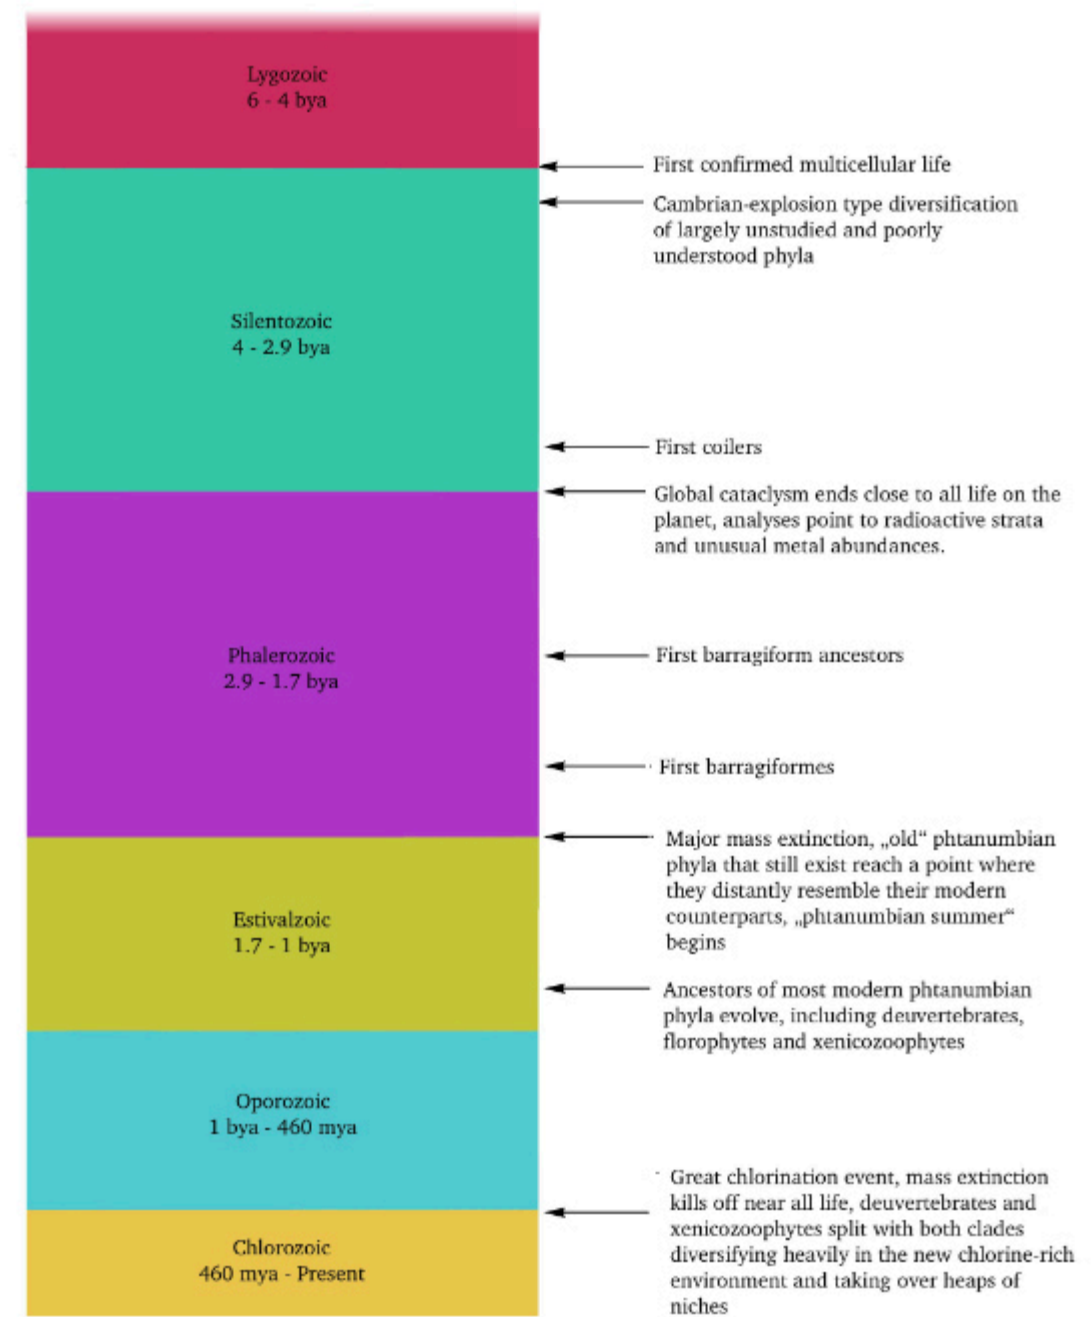 Lygozoic
6 - 4 bya
First confirmed multicellular life
Cambrian-explosion type diversification
of largely unstudied and poorly
understood phyla
Silentozoic
4 - 2.9 bya
First coilers
Global cataclysm ends close to all life on the
planet, analyses point to radioactive strata
and unusual metal abundances.
Phalerozoic
2.9 - 1.7 bya
First barragiform ancestors
First barragiformes
Major mass extinction, „old“ phtanumbian
phyla that still exist reach a point where
they distantly resemble their modern
counterparts, „phtanumbian summer“
begins
Estivalzoic
1.7 - 1 bya
Ancestors of most modern phtanumbian
phyla evolve, including deuvertebrates,
florophytes and xenicozoophytes
Oporozoic
1 bya - 460 mya
Great chlorination event, mass extinction
kills off near all life, deuvertebrates and
xenicozoophytes split with both clades
diversifying heavily in the new chlorine-rich
environment and taking over heaps of
niches
Chlorozoic
460 mya - Present